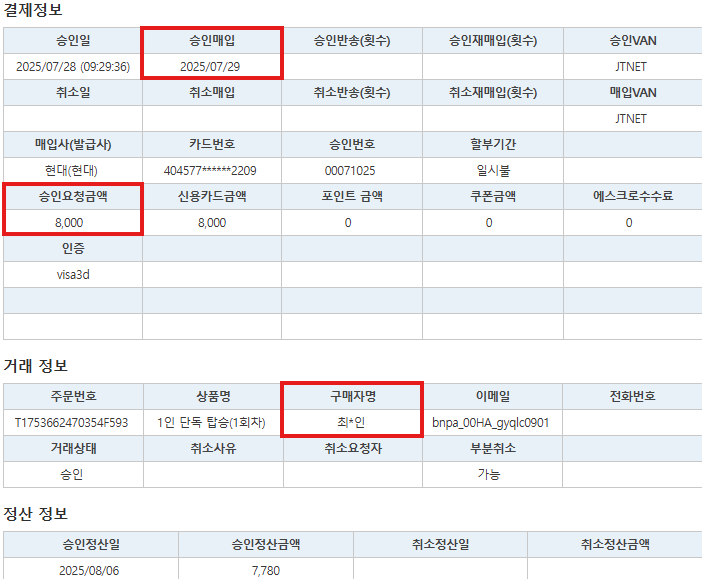 결제정보
승인일 승인매입 승인반송(횟수) 승인재매입(횟수) 승인VAN
2025/07/28 (09:29:36) 2025/07/29 JTNET
취소일 취소매입 취소반송(횟수) 취소재매입(횟수) 매입VAN
JTNET
매입사(발급사) 카드번호 승인번호 할부기간
현대(현대) 404577******2209 00071025 일시불
승인요청금액 신용카드금액 포인트 금액 쿠폰금액 에스크로수수료
8,000 8,000 0 0 0
인증
visa3d
거래 정보
주문번호 상품명 구매자명 이메일 전화번호
T1753662470354F593 1인 단독 탑승(1회차) 최*인 bnpa_00HA_gyqlc0901
거래상태 취소사유 취소요청자 부분취소
승인 가능
정산 정보
승인정산일 승인정산금액 취소정산일 취소정산금액
2025/08/06 7,780